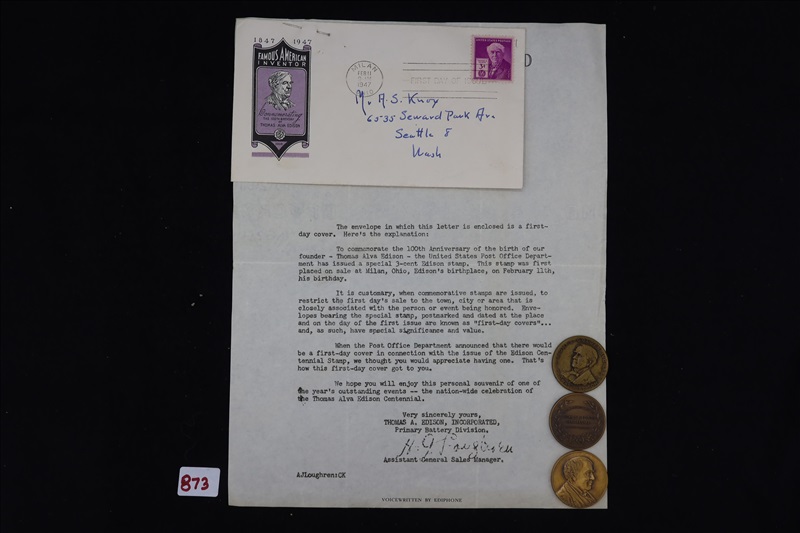 1847 1947
FAMOUS AMERICAN
INVENTOR
Commemorating
THOMAS ALVA EDISON
UNITED STATES POSTAGE
3¢
MILAN
1947
OHIO
FIRST DAY OF ISSUE
Mr A. S. Knox
6535 Seward Park Ave
Seattle 8
Wash
The envelope in which this letter is enclosed is a first-
day cover. Here's the explanation:
To commemorate the 100th Anniversary of the birth of our
founder - Thomas Alva Edison - the United States Post Office Depart-
ment has issued a special 3-cent Edison stamp. This stamp was first
placed on sale at Milan, Ohio, Edison's birthplace, on February 11th,
his birthday.
It is customary, when commemorative stamps are issued, to
restrict the first day's sale to the town, city or area that is
closely associated with the person or event being honored. Enve-
lopes bearing the special stamp, postmarked and dated at the place
and on the day of the first issue are known as "first-day covers"...
and, as such, have special significance and value.
When the Post Office Department announced that there would
be a first-day cover in connection with the issue of the Edison Cen-
tennial Stamp, we thought you would appreciate having one. That's
how this first-day cover got to you.
We hope you will enjoy this personal souvenir of one of
the year's outstanding events -- the nation-wide celebration of
the Thomas Alva Edison Centennial.
Very sincerely yours,
THOMAS A. EDISON, INCORPORATED,
Primary Battery Division.
Assistant General Sales Manager.
AJLoughren:CK
VOICEWRITTEN BY EDIPHONE
873